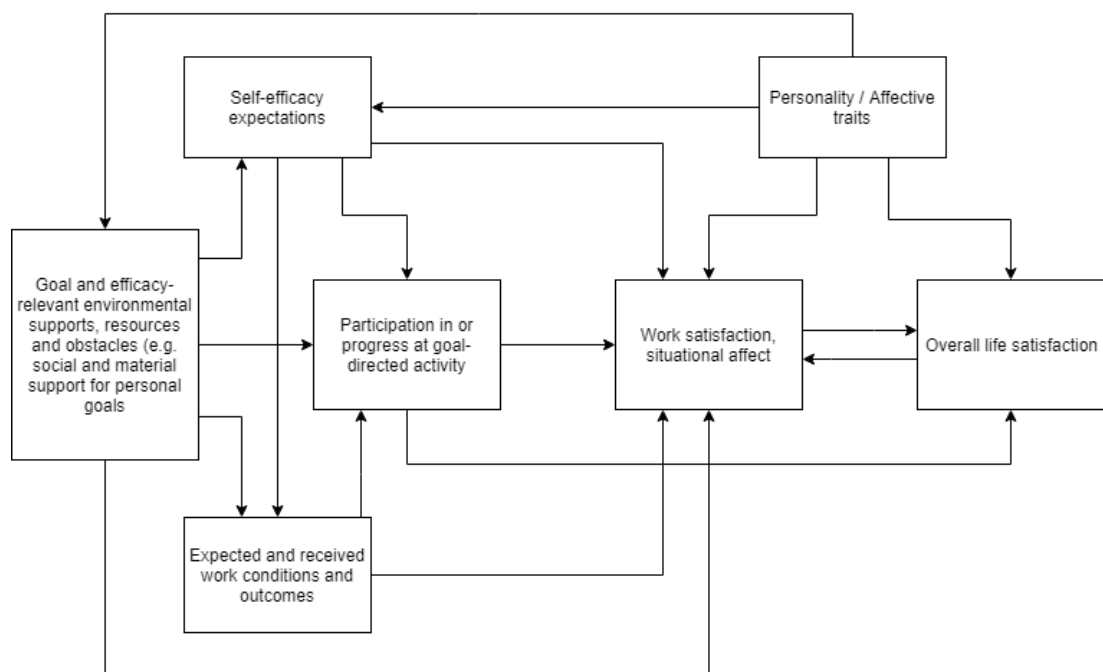 Self-efficacy
expectations
Personality / Affective
traits
Goal and efficacy-
relevant environmental
supports, resources
and obstacles (e.g.
social and material
support for personal
goals
Participation in or
progress at goal-
directed activity
Work satisfaction,
situational affect
Overall life satisfaction
Expected and received
work conditions and
outcomes